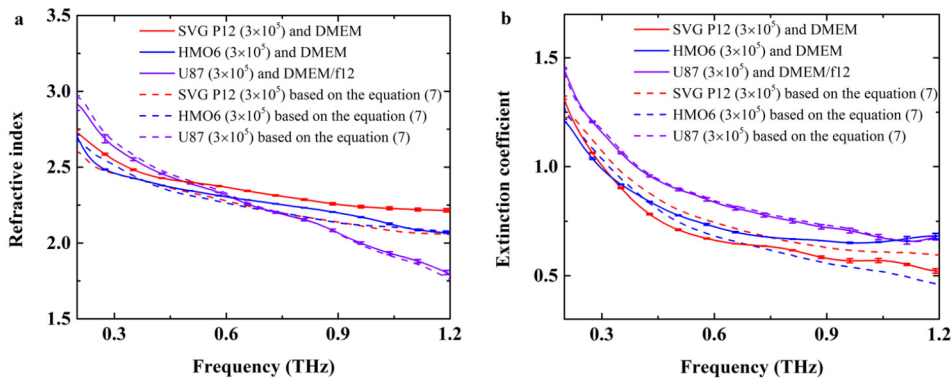 a
3.5
3.0
2.5
2.0
1.5
Refractive index
SVG P12 (3×10⁵) and DMEM
HMO6 (3×10⁵) and DMEM
U87 (3×10⁵) and DMEM/f12
SVG P12 (3×10⁵) based on the equation (7)
HMO6 (3×10⁵) based on the equation (7)
U87 (3×10⁵) based on the equation (7)
0.3 0.6 0.9 1.2
Frequency (THz)
b
1.5
1.0
0.5
Extinction coefficient
SVG P12 (3×10⁵) and DMEM
HMO6 (3×10⁵) and DMEM
U87 (3×10⁵) and DMEM/f12
SVG P12 (3×10⁵) based on the equation (7)
HMO6 (3×10⁵) based on the equation (7)
U87 (3×10⁵) based on the equation (7)
0.3 0.6 0.9 1.2
Frequency (THz)